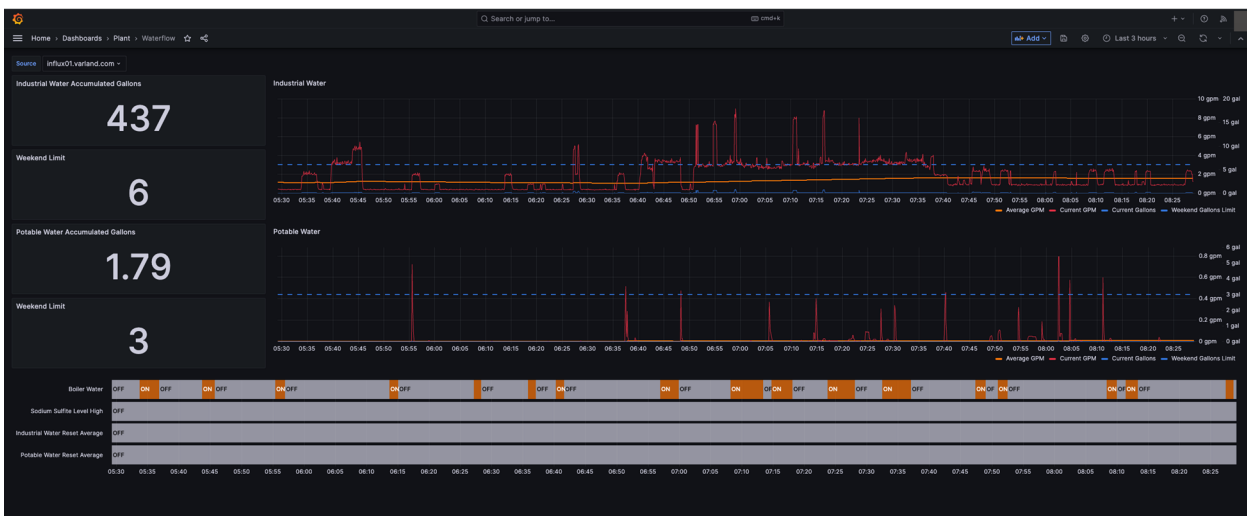 Search or jump to...
cmd+k
Home › Dashboards › Plant › Waterflow
Add
Last 3 hours
Source influx01.varland.com
Industrial Water Accumulated Gallons
437
Weekend Limit
6
Industrial Water
10 gpm 20 gal
8 gpm
15 gal
6 gpm
10 gal
4 gpm
5 gal
2 gpm
0 gpm 0 gal
05:30 05:35 05:40 05:45 05:50 05:55 06:00 06:05 06:10 06:15 06:20 06:25 06:30 06:35 06:40 06:45 06:50 06:55 07:00 07:05 07:10 07:15 07:20 07:25 07:30 07:35 07:40 07:45 07:50 07:55 08:00 08:05 08:10 08:15 08:20 08:25
Average GPM Current GPM Current Gallons Weekend Gallons Limit
Potable Water Accumulated Gallons
1.79
Weekend Limit
3
Potable Water
6 gal
0.8 gpm
5 gal
0.6 gpm 4 gal
0.4 gpm 3 gal
2 gal
0.2 gpm
1 gal
0 gpm 0 gal
05:30 05:35 05:40 05:45 05:50 05:55 06:00 06:05 06:10 06:15 06:20 06:25 06:30 06:35 06:40 06:45 06:50 06:55 07:00 07:05 07:10 07:15 07:20 07:25 07:30 07:35 07:40 07:45 07:50 07:55 08:00 08:05 08:10 08:15 08:20 08:25
Average GPM Current GPM Current Gallons Weekend Gallons Limit
Boiler Water OFF ON OFF ON OFF ON OFF ON OFF OFF OFF ON OFF ON OFF ON OF ON OFF ON OFF ON OFF ON OF ON OFF ON OF ON OFF
Sodium Sulfite Level High OFF
Industrial Water Reset Average OFF
Potable Water Reset Average OFF
05:30 05:35 05:40 05:45 05:50 05:55 06:00 06:05 06:10 06:15 06:20 06:25 06:30 06:35 06:40 06:45 06:50 06:55 07:00 07:05 07:10 07:15 07:20 07:25 07:30 07:35 07:40 07:45 07:50 07:55 08:00 08:05 08:10 08:15 08:20 08:25